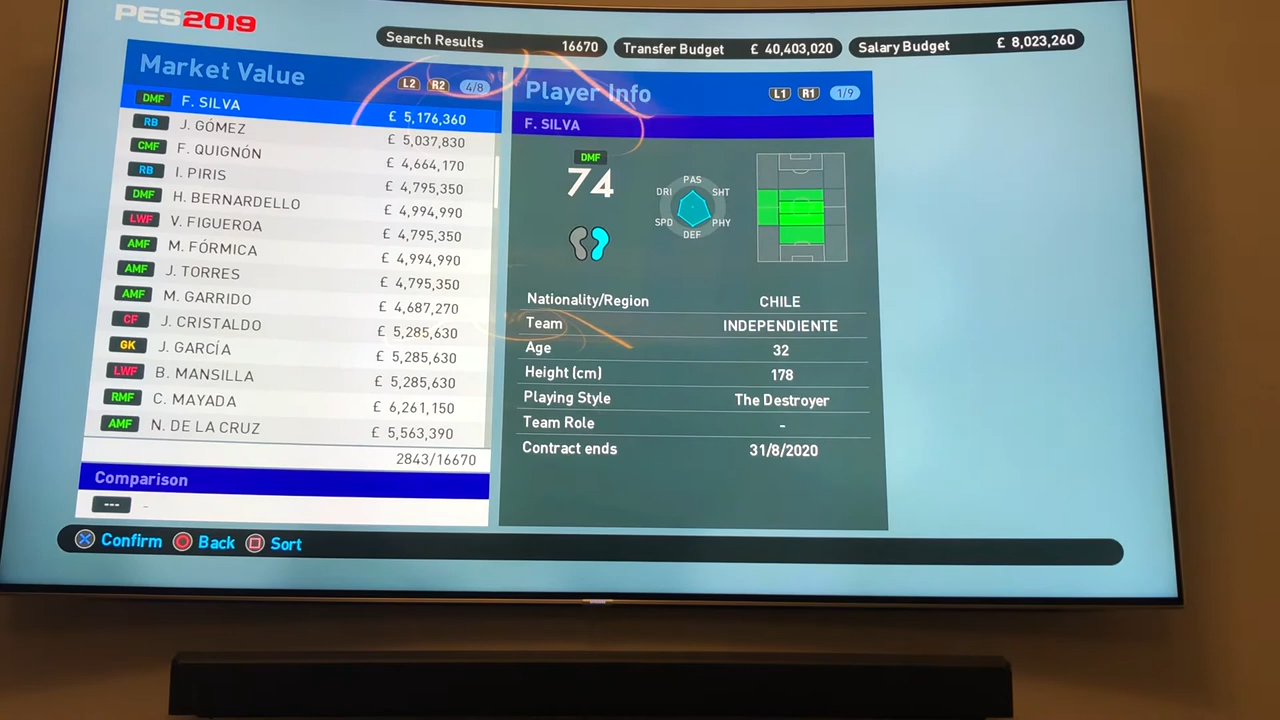 PES2019
Search Results 16670
Transfer Budget £ 40,403,020
Salary Budget £ 8,023,260
Market Value L2 R2 4/8
DMF F. SILVA £ 5,176,360
RB J. GÓMEZ £ 5,037,830
CMF F. QUIGNÓN £ 4,664,170
RB I. PIRIS £ 4,795,350
DMF H. BERNARDELLO £ 4,994,990
LWF V. FIGUEROA £ 4,795,350
AMF M. FÓRMICA £ 4,994,990
AMF J. TORRES £ 4,795,350
AMF M. GARRIDO £ 4,687,270
CF J. CRISTALDO £ 5,285,630
GK J. GARCÍA £ 5,285,630
LWF B. MANSILLA £ 5,285,630
RMF C. MAYADA £ 6,261,150
AMF N. DE LA CRUZ £ 5,563,390
2843/16670
Comparison
--- -
Player Info L1 R1 1/9
F. SILVA
DMF
74
PAS
DRI SHT
SPD PHY
DEF
Nationality/Region CHILE
Team INDEPENDIENTE
Age 32
Height (cm) 178
Playing Style The Destroyer
Team Role -
Contract ends 31/8/2020
Confirm Back Sort